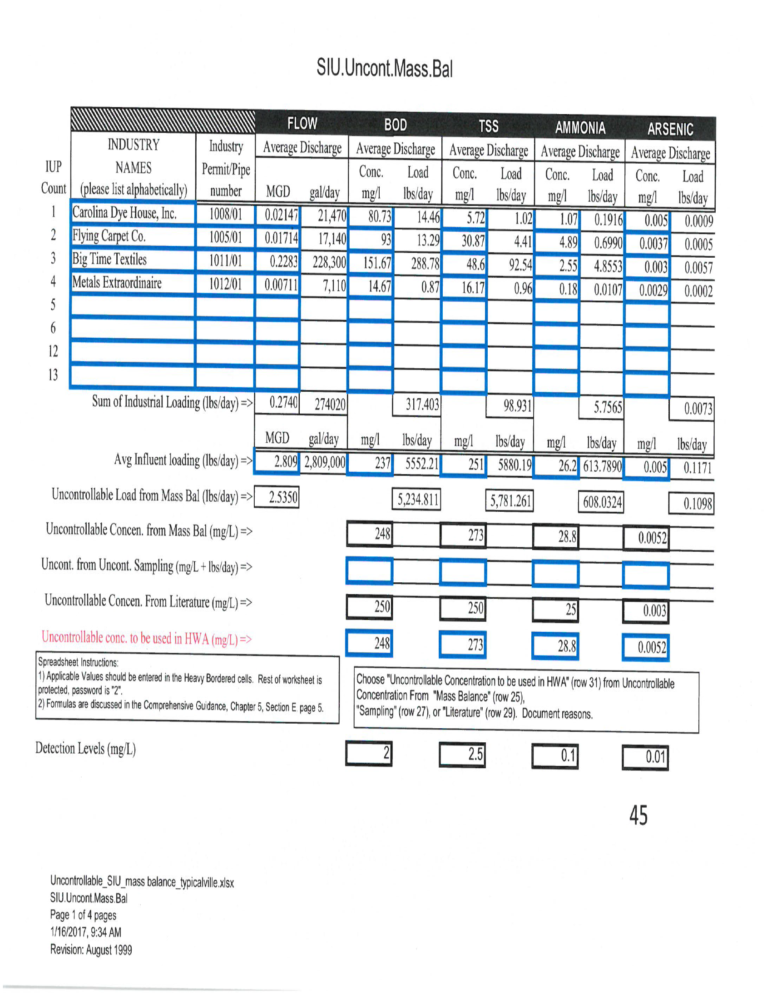 SIU.Uncont.Mass.Bal
FLOW BOD TSS AMMONIA ARSENIC
INDUSTRY Industry Average Discharge Average Discharge Average Discharge Average Discharge Average Discharge
IUP NAMES Permit/Pipe Conc. Load Conc. Load Conc. Load Conc. Load
Count (please list alphabetically) number MGD gal/day mg/l lbs/day mg/l lbs/day mg/l lbs/day mg/l lbs/day
1 Carolina Dye House, Inc. 1008/01 0.02147 21,470 80.73 14.46 5.72 1.02 1.07 0.1916 0.005 0.0009
2 Flying Carpet Co. 1005/01 0.01714 17,140 93 13.29 30.87 4.41 4.89 0.6990 0.0037 0.0005
3 Big Time Textiles 1011/01 0.2283 228,300 151.67 288.78 48.6 92.54 2.55 4.8553 0.003 0.0057
4 Metals Extraordinaire 1012/01 0.00711 7,110 14.67 0.87 16.17 0.96 0.18 0.0107 0.0029 0.0002
5
6
12
13
Sum of Industrial Loading (lbs/day) => 0.2740 274020 317.403 98.931 5.7565 0.0073
MGD gal/day mg/l lbs/day mg/l lbs/day mg/l lbs/day mg/l lbs/day
Avg Influent loading (lbs/day) => 2.809 2,809,000 237 5552.21 251 5880.19 26.2 613.7890 0.005 0.1171
Uncontrollable Load from Mass Bal (lbs/day) => 2.5350 5,234.811 5,781.261 608.0324 0.1098
Uncontrollable Concen. from Mass Bal (mg/L) => 248 273 28.8 0.0052
Uncont. from Uncont. Sampling (mg/L + lbs/day) =>
Uncontrollable Concen. From Literature (mg/L) => 250 250 25 0.003
Uncontrollable conc. to be used in HWA (mg/L) => 248 273 28.8 0.0052
Spreadsheet Instructions:
1) Applicable Values should be entered in the Heavy Bordered cells. Rest of worksheet is
protected, password is "2".
2) Formulas are discussed in the Comprehensive Guidance, Chapter 5, Section E. page 5.
Choose "Uncontrollable Concentration to be used in HWA" (row 31) from Uncontrollable
Concentration From "Mass Balance" (row 25),
"Sampling" (row 27), or "Literature" (row 29). Document reasons.
Detection Levels (mg/L) 2 2.5 0.1 0.01
45
Uncontrollable_SIU_mass balance_typicalville.xlsx
SIU.Uncont.Mass.Bal
Page 1 of 4 pages
1/16/2017, 9:34 AM
Revision: August 1999